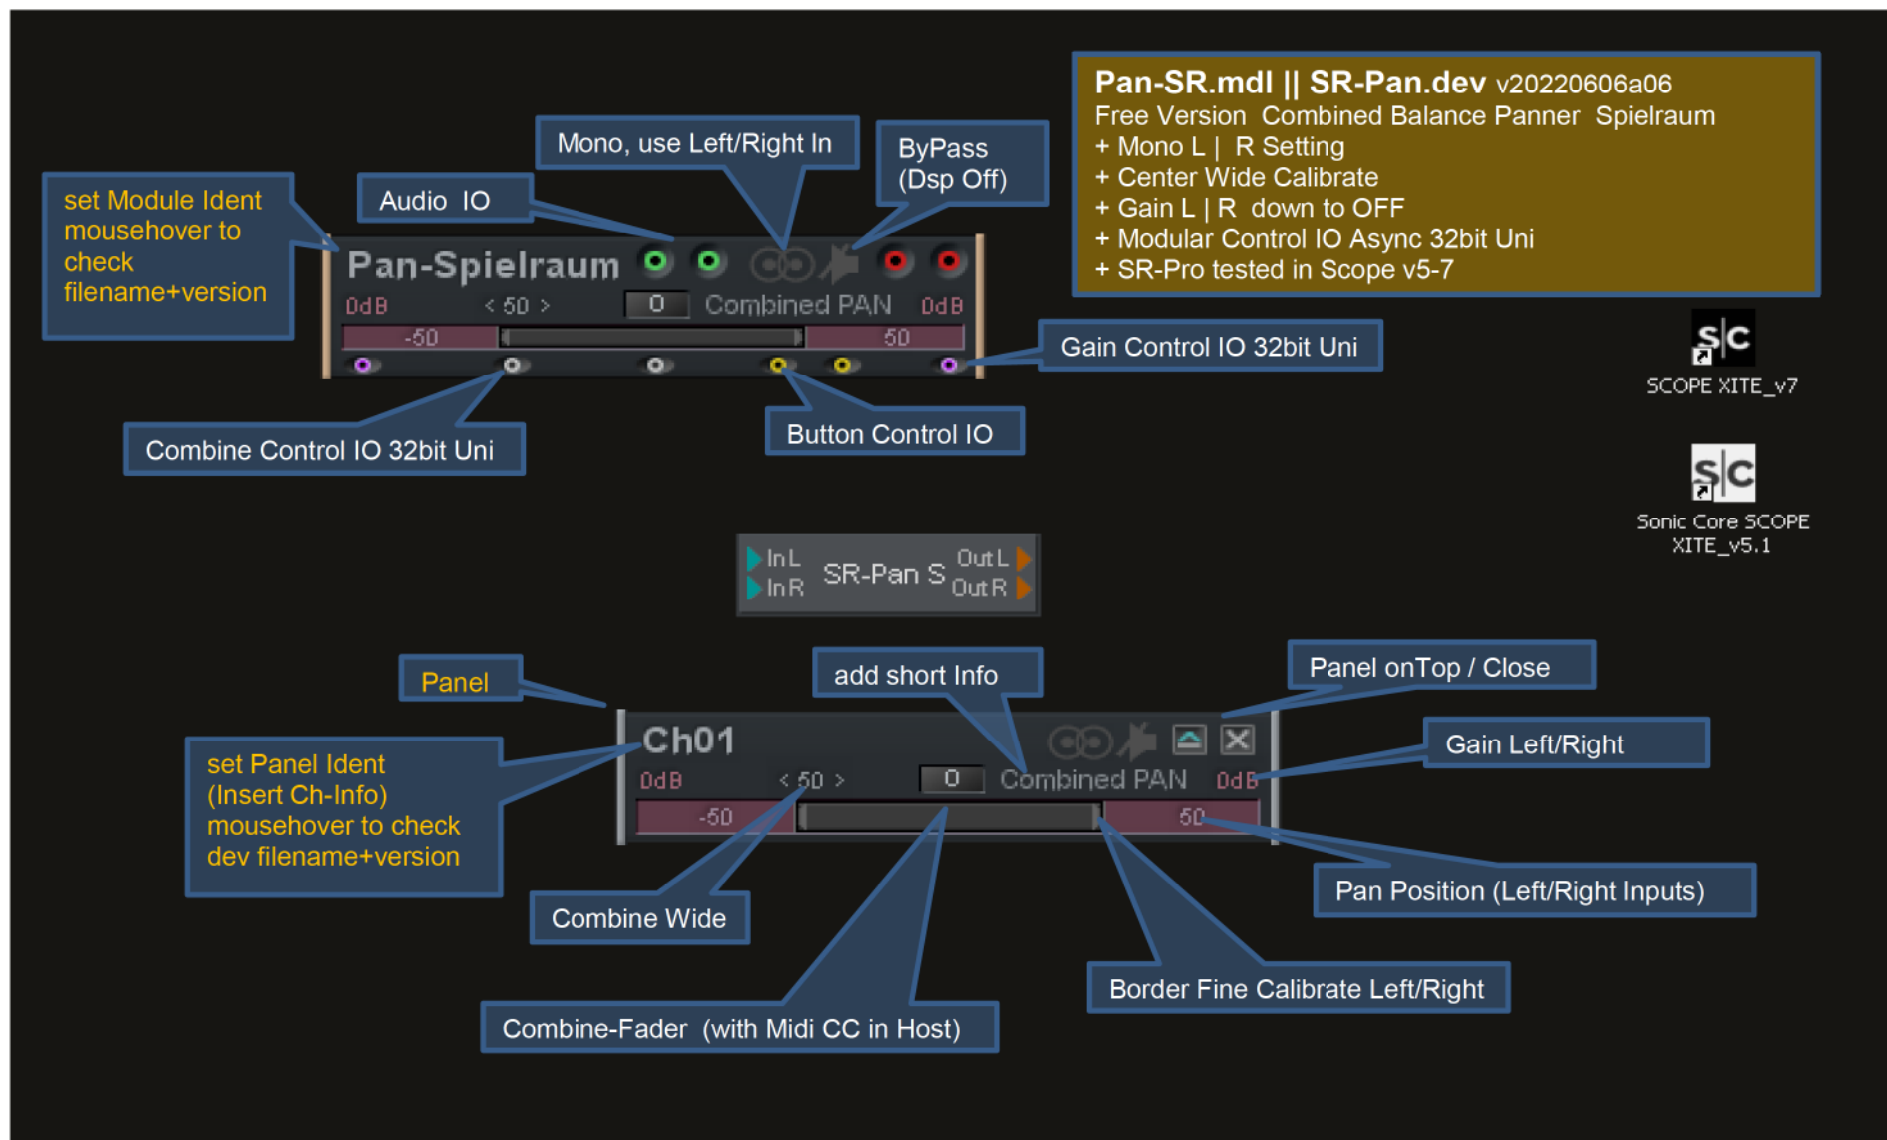 Pan-SR.mdl || SR-Pan.dev v20220606a06
Free Version  Combined Balance Panner  Spielraum
+ Mono L |  R Setting
+ Center Wide Calibrate
+ Gain L | R  down to OFF
+ Modular Control IO Async 32bit Uni
+ SR-Pro tested in Scope v5-7
Mono, use Left/Right In
ByPass
(Dsp Off)
Audio  IO
set Module Ident
mousehover to
check
filename+version
Pan-Spielraum
0dB < 50 > 0 Combined PAN 0dB
-50 50
Gain Control IO 32bit Uni
Combine Control IO 32bit Uni
Button Control IO
SCOPE XITE_v7
Sonic Core SCOPE
XITE_v5.1
S|C
S|C
In L SR-Pan S Out L
In R Out R
Panel
add short Info
Panel onTop / Close
Ch01
0dB < 50 > 0 Combined PAN 0dB
-50 50
Gain Left/Right
set Panel Ident
(Insert Ch-Info)
mousehover to check
dev filename+version
Combine Wide
Pan Position (Left/Right Inputs)
Border Fine Calibrate Left/Right
Combine-Fader  (with Midi CC in Host)